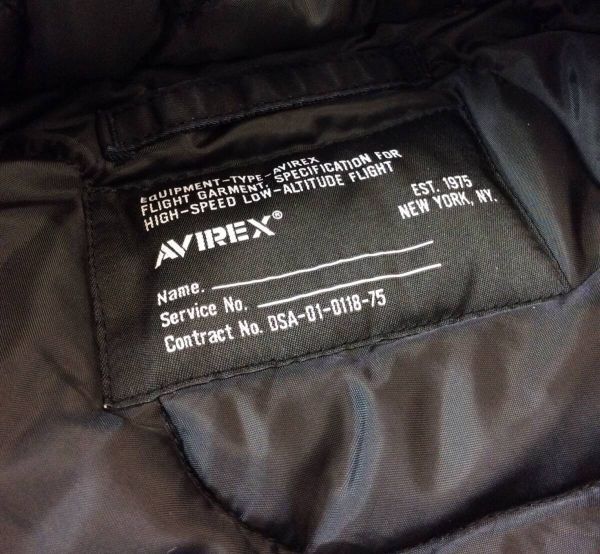 EQUIPMENT-TYPE-AVIREX
FLIGHT GARMENT, SPECIFICATION FOR
HIGH-SPEED LOW-ALTITUDE FLIGHT
EST. 1975
NEW YORK, NY.
AVIREX®
Name.
Service No.
Contract No. DSA-01-0118-75